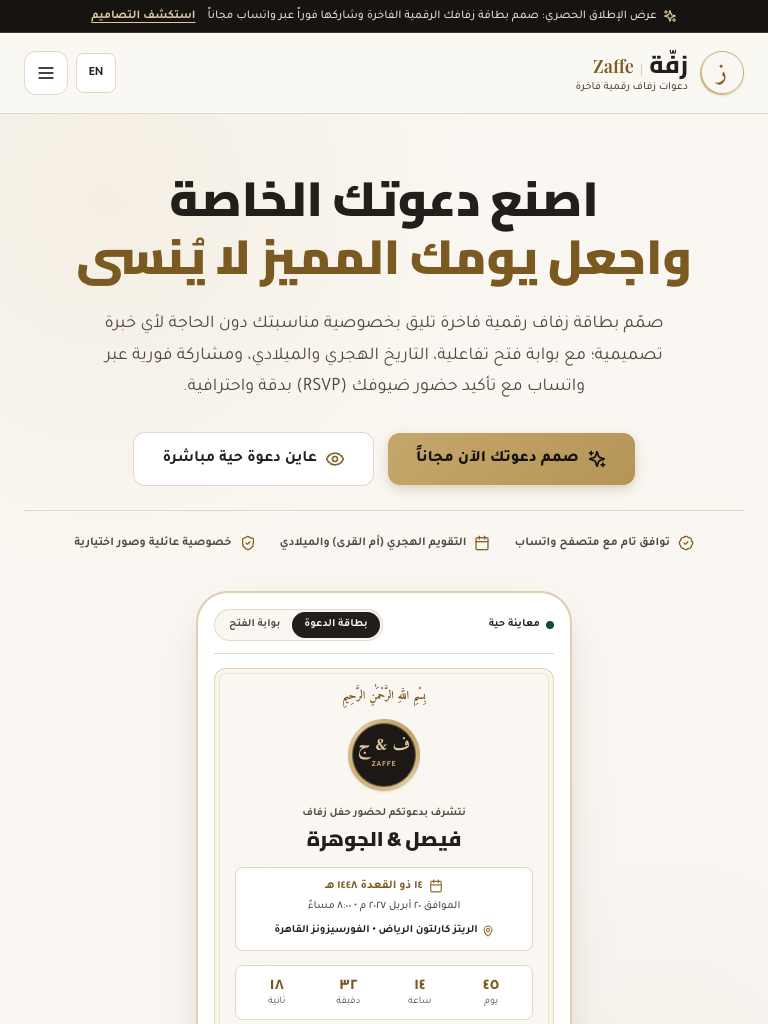 عرض الإطلاق الحصري: صمم بطاقة زفافك الرقمية الفاخرة وشاركها فوراً عبر واتساب مجاناً استكشف التصاميم
ز
زفّة | Zaffe
دعوات زفاف رقمية فاخرة
EN
اصنع دعوتك الخاصة
واجعل يومك المميز لا يُنسى
صمّم بطاقة زفاف رقمية فاخرة تليق بخصوصية مناسبتك دون الحاجة لأي خبرة
تصميمية؛ مع بوابة فتح تفاعلية، التاريخ الهجري والميلادي، ومشاركة فورية عبر
واتساب مع تأكيد حضور ضيوفك (RSVP) بدقة واحترافية.
صمم دعوتك الآن مجاناً
عاين دعوة حية مباشرة
توافق تام مع متصفح واتساب
التقويم الهجري (أم القرى) والميلادي
خصوصية عائلية وصور اختيارية
معاينة حية
بطاقة الدعوة
بوابة الفتح
بِسْمِ اللَّهِ الرَّحْمَٰنِ الرَّحِيمِ
ف & ج
ZAFFE
نتشرف بدعوتكم لحضور حفل زفاف
فيصل & الجوهرة
١٤ ذو القعدة ١٤٤٨ هـ
الموافق ٢٠ أبريل ٢٠٢٧ م • ٨:٠٠ مساءً
الريتز كارلتون الرياض • الفورسيزونز القاهرة
٤٥ ١٤ ٣٢ ١٨
يوم ساعة دقيقة ثانية